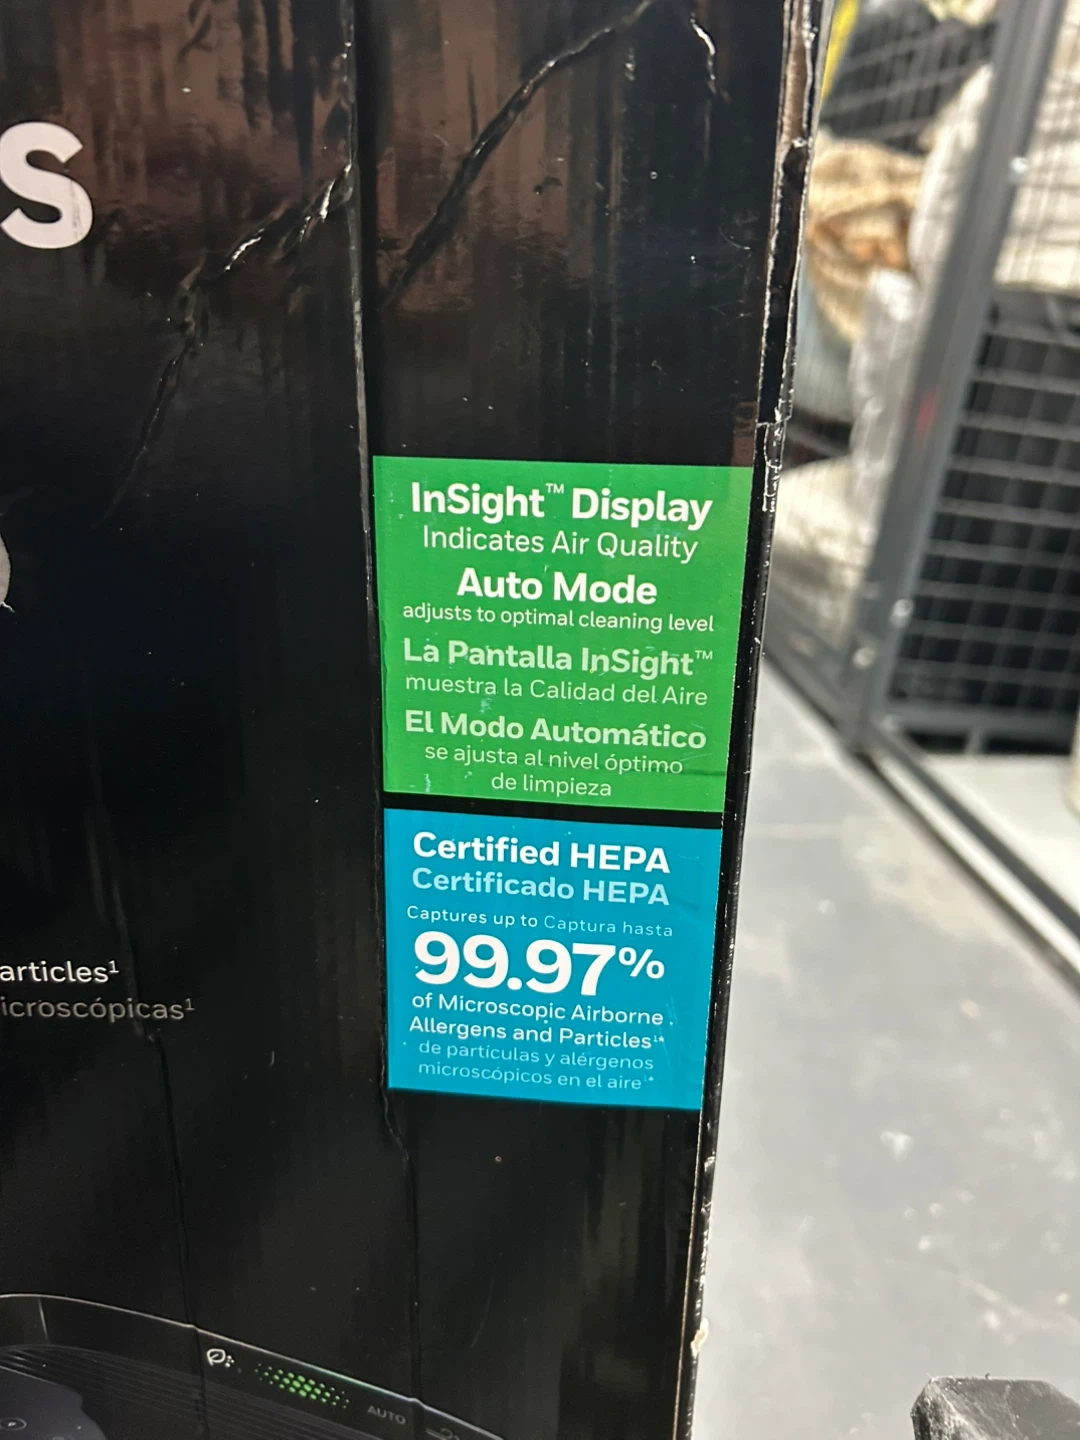 S
InSight™ Display
Indicates Air Quality
Auto Mode
adjusts to optimal cleaning level
La Pantalla InSight™
muestra la Calidad del Aire
El Modo Automático
se ajusta al nivel óptimo
de limpieza
Certified HEPA
Certificado HEPA
Captures up to Captura hasta
99.97%
of Microscopic Airborne
Allergens and Particles¹*
de partículas y alérgenos
microscópicos en el aire¹*
articles¹
icroscópicas¹
AUTO